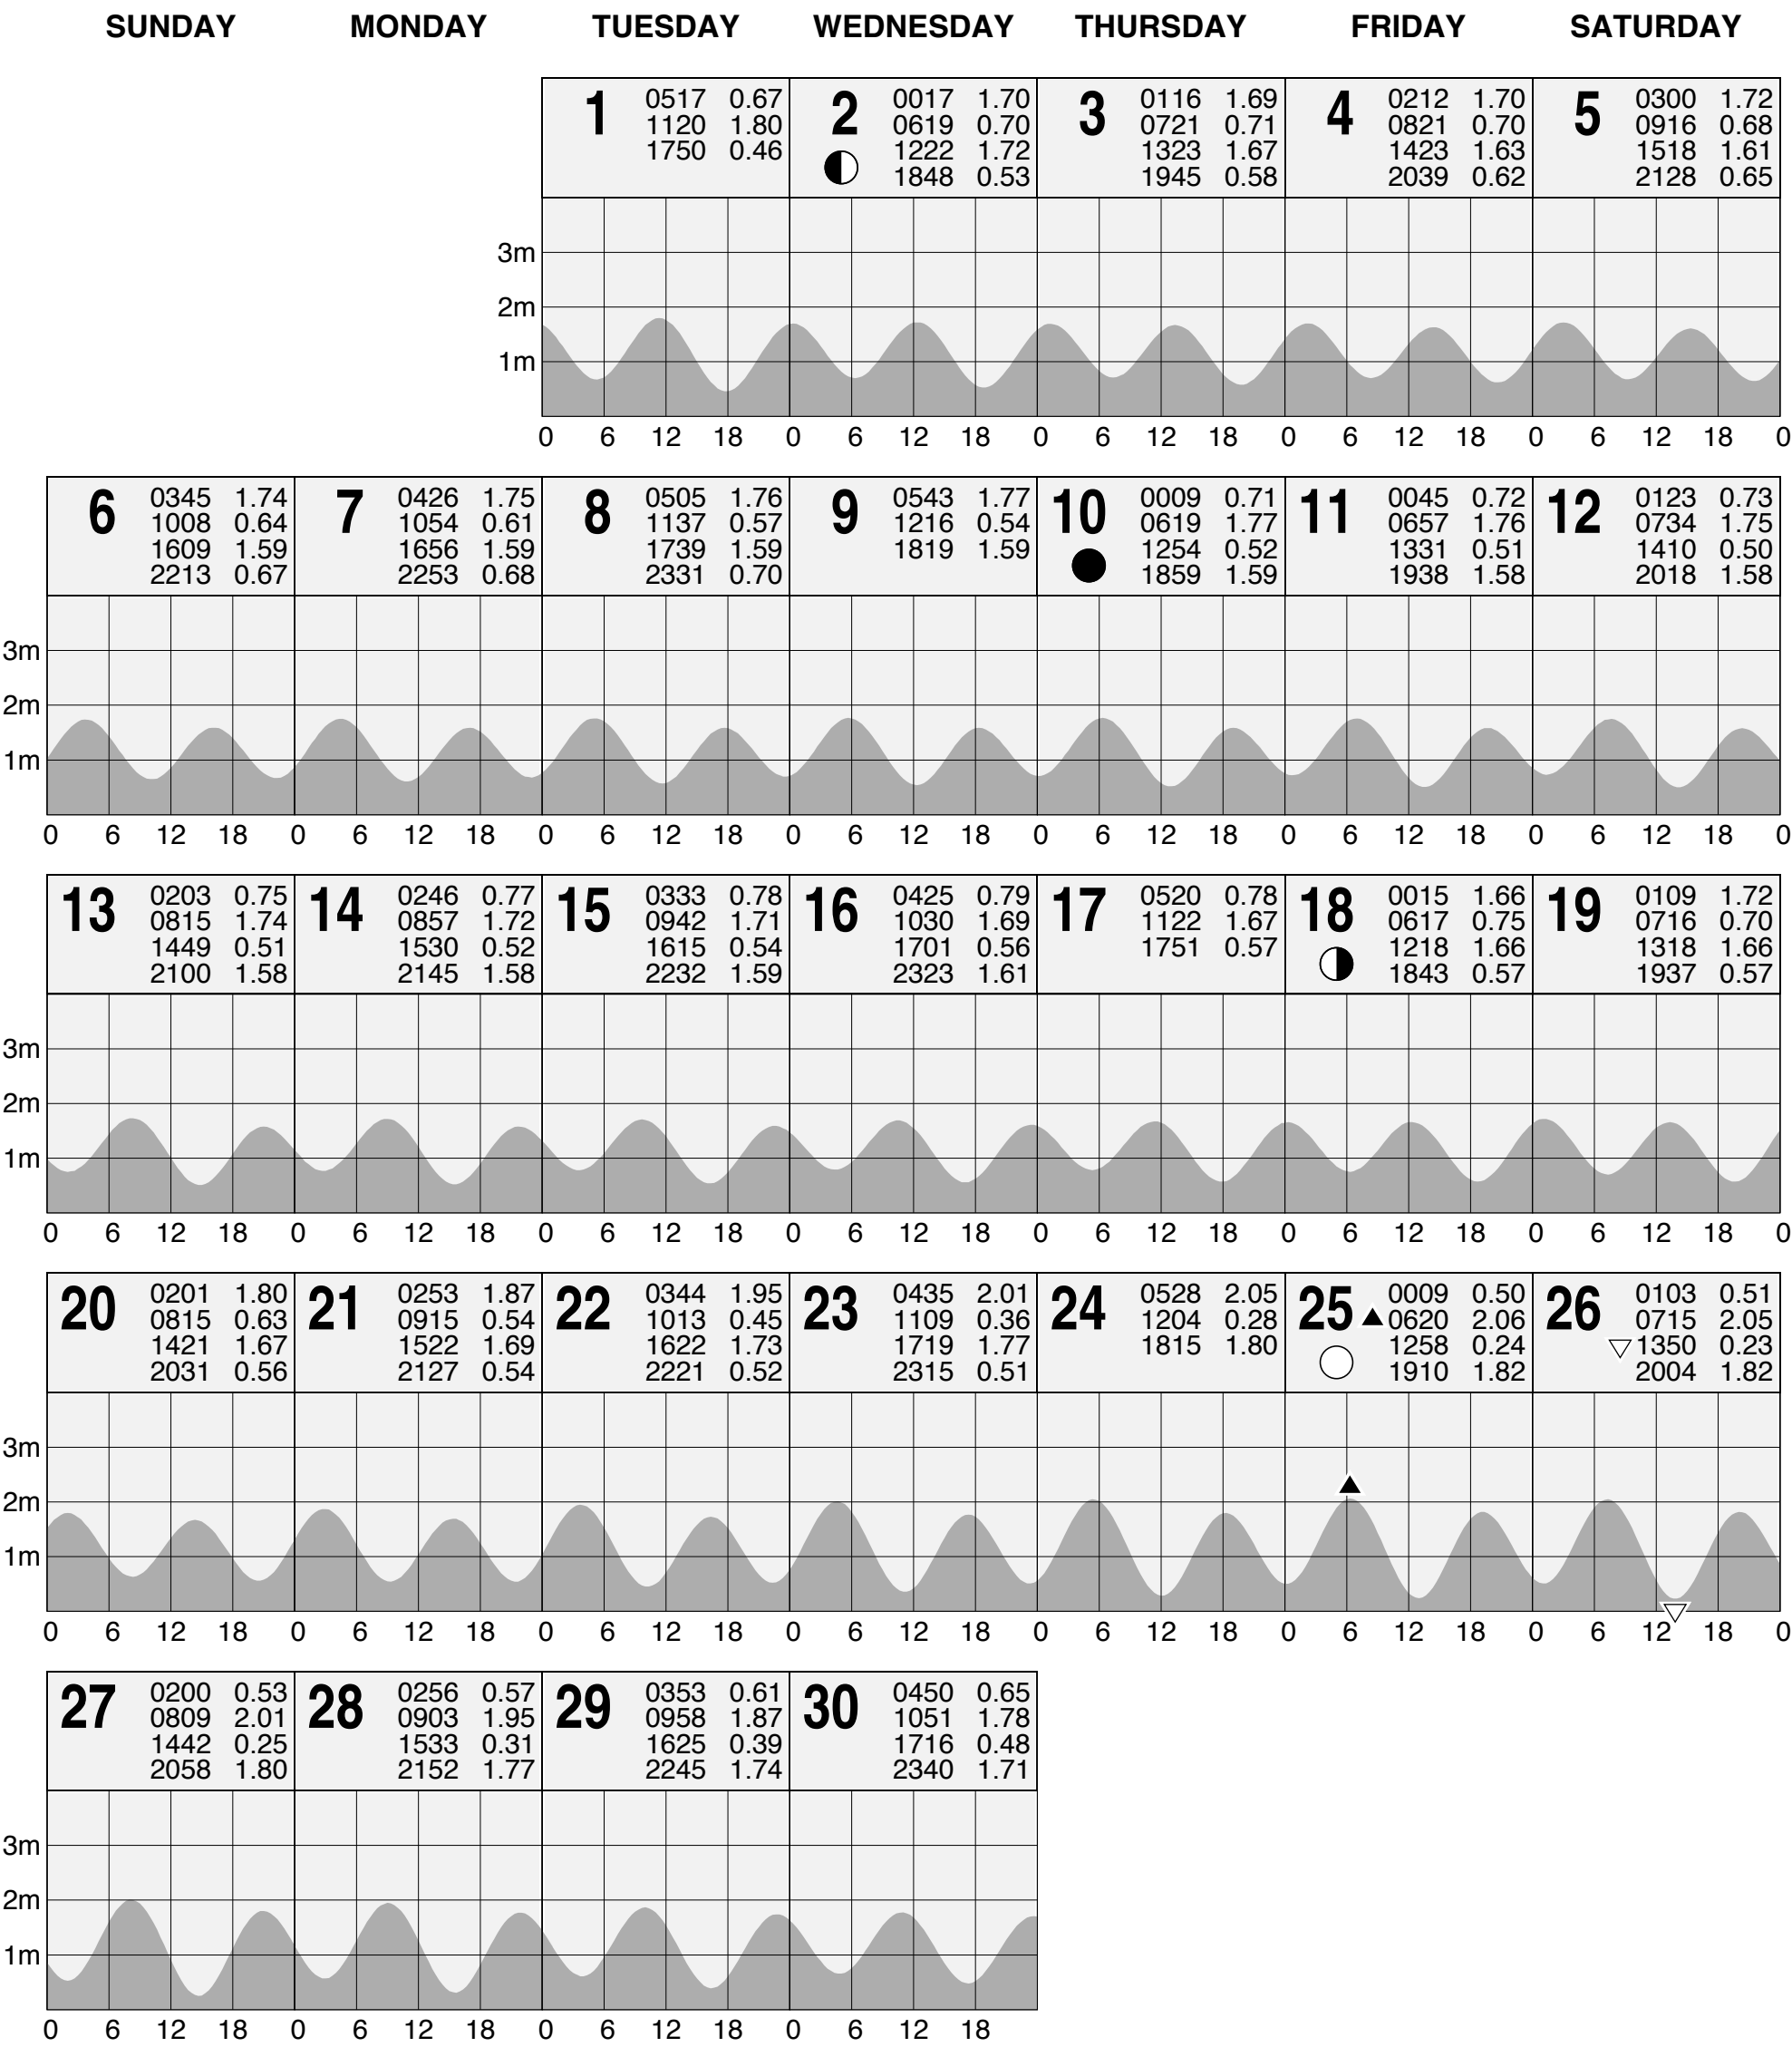 SUNDAY MONDAY TUESDAY WEDNESDAY THURSDAY FRIDAY SATURDAY
1 0517 0.67
1120 1.80
1750 0.46
2 0017 1.70
0619 0.70
1222 1.72
1848 0.53
3 0116 1.69
0721 0.71
1323 1.67
1945 0.58
4 0212 1.70
0821 0.70
1423 1.63
2039 0.62
5 0300 1.72
0916 0.68
1518 1.61
2128 0.65
3m
2m
1m
0 6 12 18 0 6 12 18 0 6 12 18 0 6 12 18 0 6 12 18 0
6 0345 1.74
1008 0.64
1609 1.59
2213 0.67
7 0426 1.75
1054 0.61
1656 1.59
2253 0.68
8 0505 1.76
1137 0.57
1739 1.59
2331 0.70
9 0543 1.77
1216 0.54
1819 1.59
10 0009 0.71
0619 1.77
1254 0.52
1859 1.59
11 0045 0.72
0657 1.76
1331 0.51
1938 1.58
12 0123 0.73
0734 1.75
1410 0.50
2018 1.58
3m
2m
1m
0 6 12 18 0 6 12 18 0 6 12 18 0 6 12 18 0 6 12 18 0 6 12 18 0 6 12 18 0
13 0203 0.75
0815 1.74
1449 0.51
2100 1.58
14 0246 0.77
0857 1.72
1530 0.52
2145 1.58
15 0333 0.78
0942 1.71
1615 0.54
2232 1.59
16 0425 0.79
1030 1.69
1701 0.56
2323 1.61
17 0520 0.78
1122 1.67
1751 0.57
18 0015 1.66
0617 0.75
1218 1.66
1843 0.57
19 0109 1.72
0716 0.70
1318 1.66
1937 0.57
3m
2m
1m
0 6 12 18 0 6 12 18 0 6 12 18 0 6 12 18 0 6 12 18 0 6 12 18 0 6 12 18 0
20 0201 1.80
0815 0.63
1421 1.67
2031 0.56
21 0253 1.87
0915 0.54
1522 1.69
2127 0.54
22 0344 1.95
1013 0.45
1622 1.73
2221 0.52
23 0435 2.01
1109 0.36
1719 1.77
2315 0.51
24 0528 2.05
1204 0.28
1815 1.80
25 0009 0.50
0620 2.06
1258 0.24
1910 1.82
26 0103 0.51
0715 2.05
1350 0.23
2004 1.82
3m
2m
1m
0 6 12 18 0 6 12 18 0 6 12 18 0 6 12 18 0 6 12 18 0 6 12 18 0 6 12 18 0
27 0200 0.53
0809 2.01
1442 0.25
2058 1.80
28 0256 0.57
0903 1.95
1533 0.31
2152 1.77
29 0353 0.61
0958 1.87
1625 0.39
2245 1.74
30 0450 0.65
1051 1.78
1716 0.48
2340 1.71
3m
2m
1m
0 6 12 18 0 6 12 18 0 6 12 18 0 6 12 18